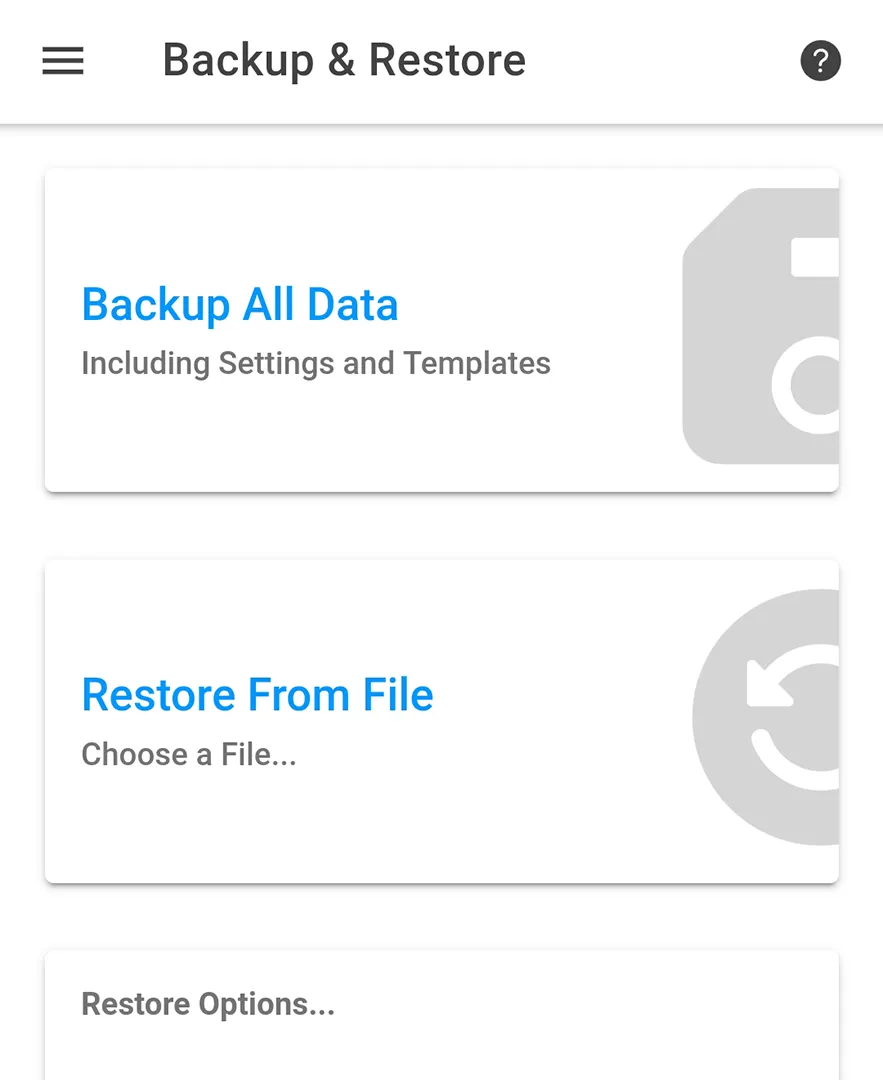 Backup & Restore
?
Backup All Data
Including Settings and Templates
Restore From File
Choose a File...
Restore Options...